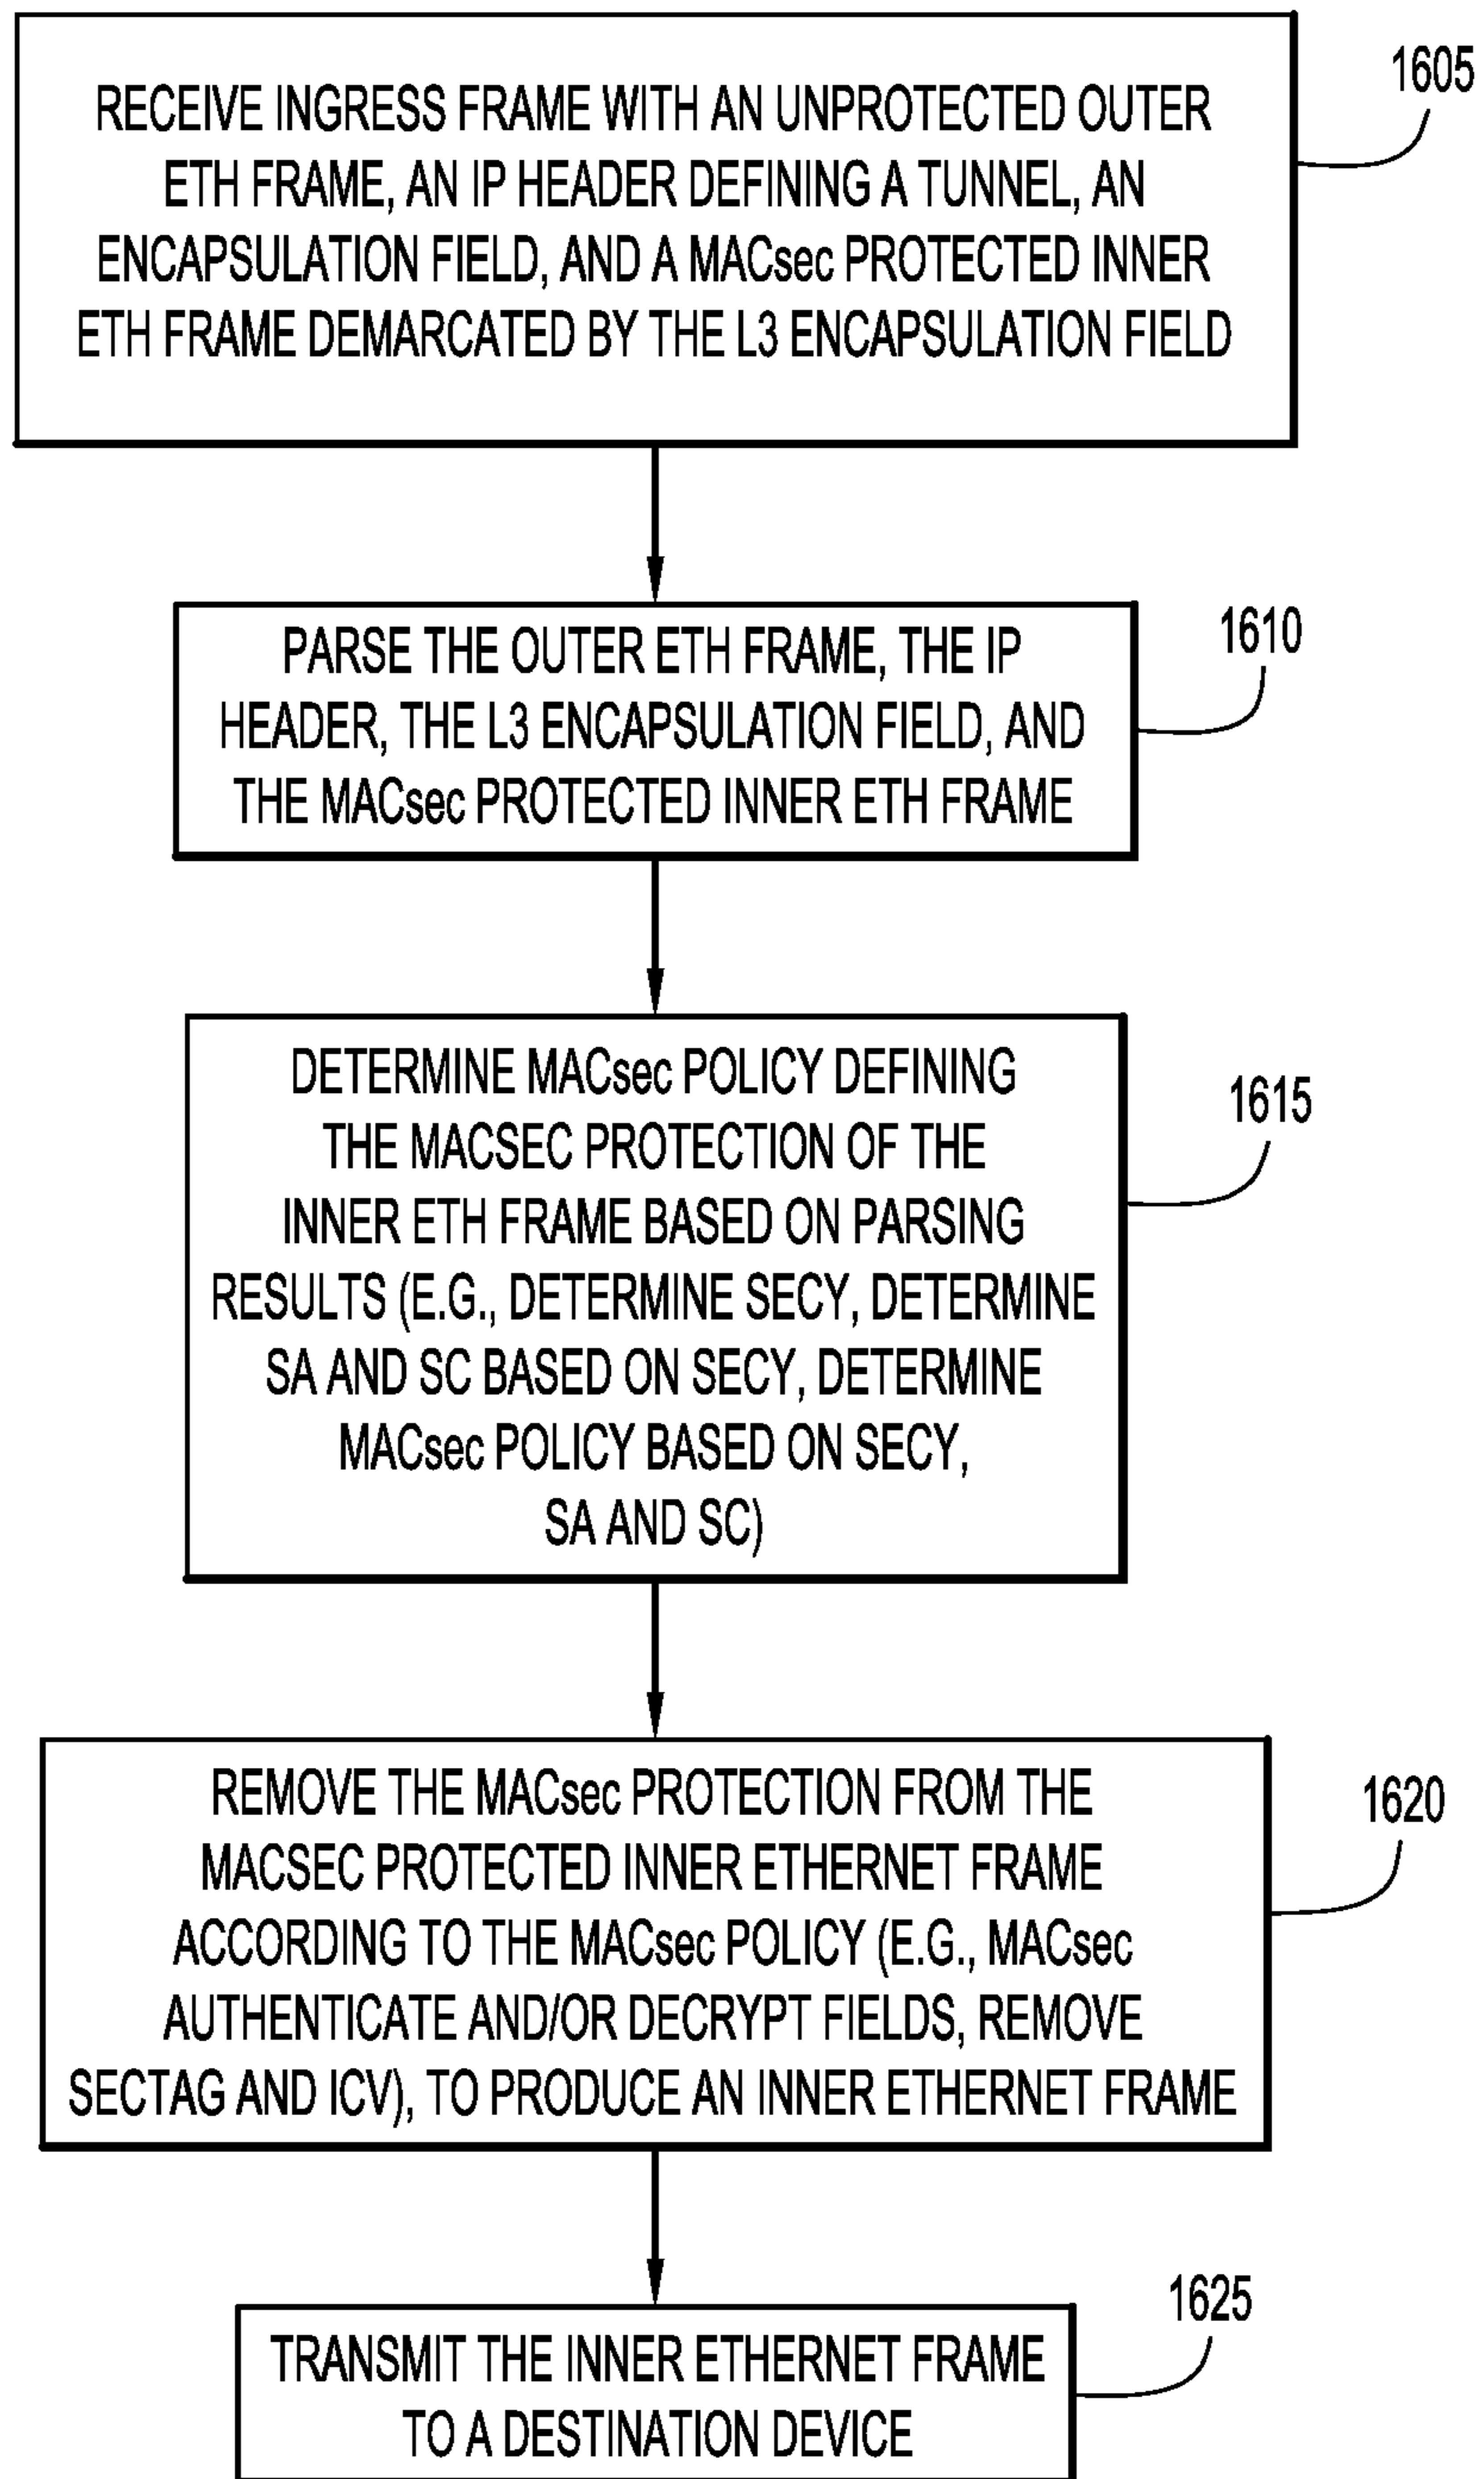 RECEIVE INGRESS FRAME WITH AN UNPROTECTED OUTER
ETH FRAME, AN IP HEADER DEFINING A TUNNEL, AN
ENCAPSULATION FIELD, AND A MACsec PROTECTED INNER
ETH FRAME DEMARCATED BY THE L3 ENCAPSULATION FIELD
1605
PARSE THE OUTER ETH FRAME, THE IP
HEADER, THE L3 ENCAPSULATION FIELD, AND
THE MACsec PROTECTED INNER ETH FRAME
1610
DETERMINE MACsec POLICY DEFINING
THE MACSEC PROTECTION OF THE
INNER ETH FRAME BASED ON PARSING
RESULTS (E.G., DETERMINE SECY, DETERMINE
SA AND SC BASED ON SECY, DETERMINE
MACsec POLICY BASED ON SECY,
SA AND SC)
1615
REMOVE THE MACsec PROTECTION FROM THE
MACSEC PROTECTED INNER ETHERNET FRAME
ACCORDING TO THE MACsec POLICY (E.G., MACsec
AUTHENTICATE AND/OR DECRYPT FIELDS, REMOVE
SECTAG AND ICV), TO PRODUCE AN INNER ETHERNET FRAME
1620
TRANSMIT THE INNER ETHERNET FRAME
TO A DESTINATION DEVICE
1625